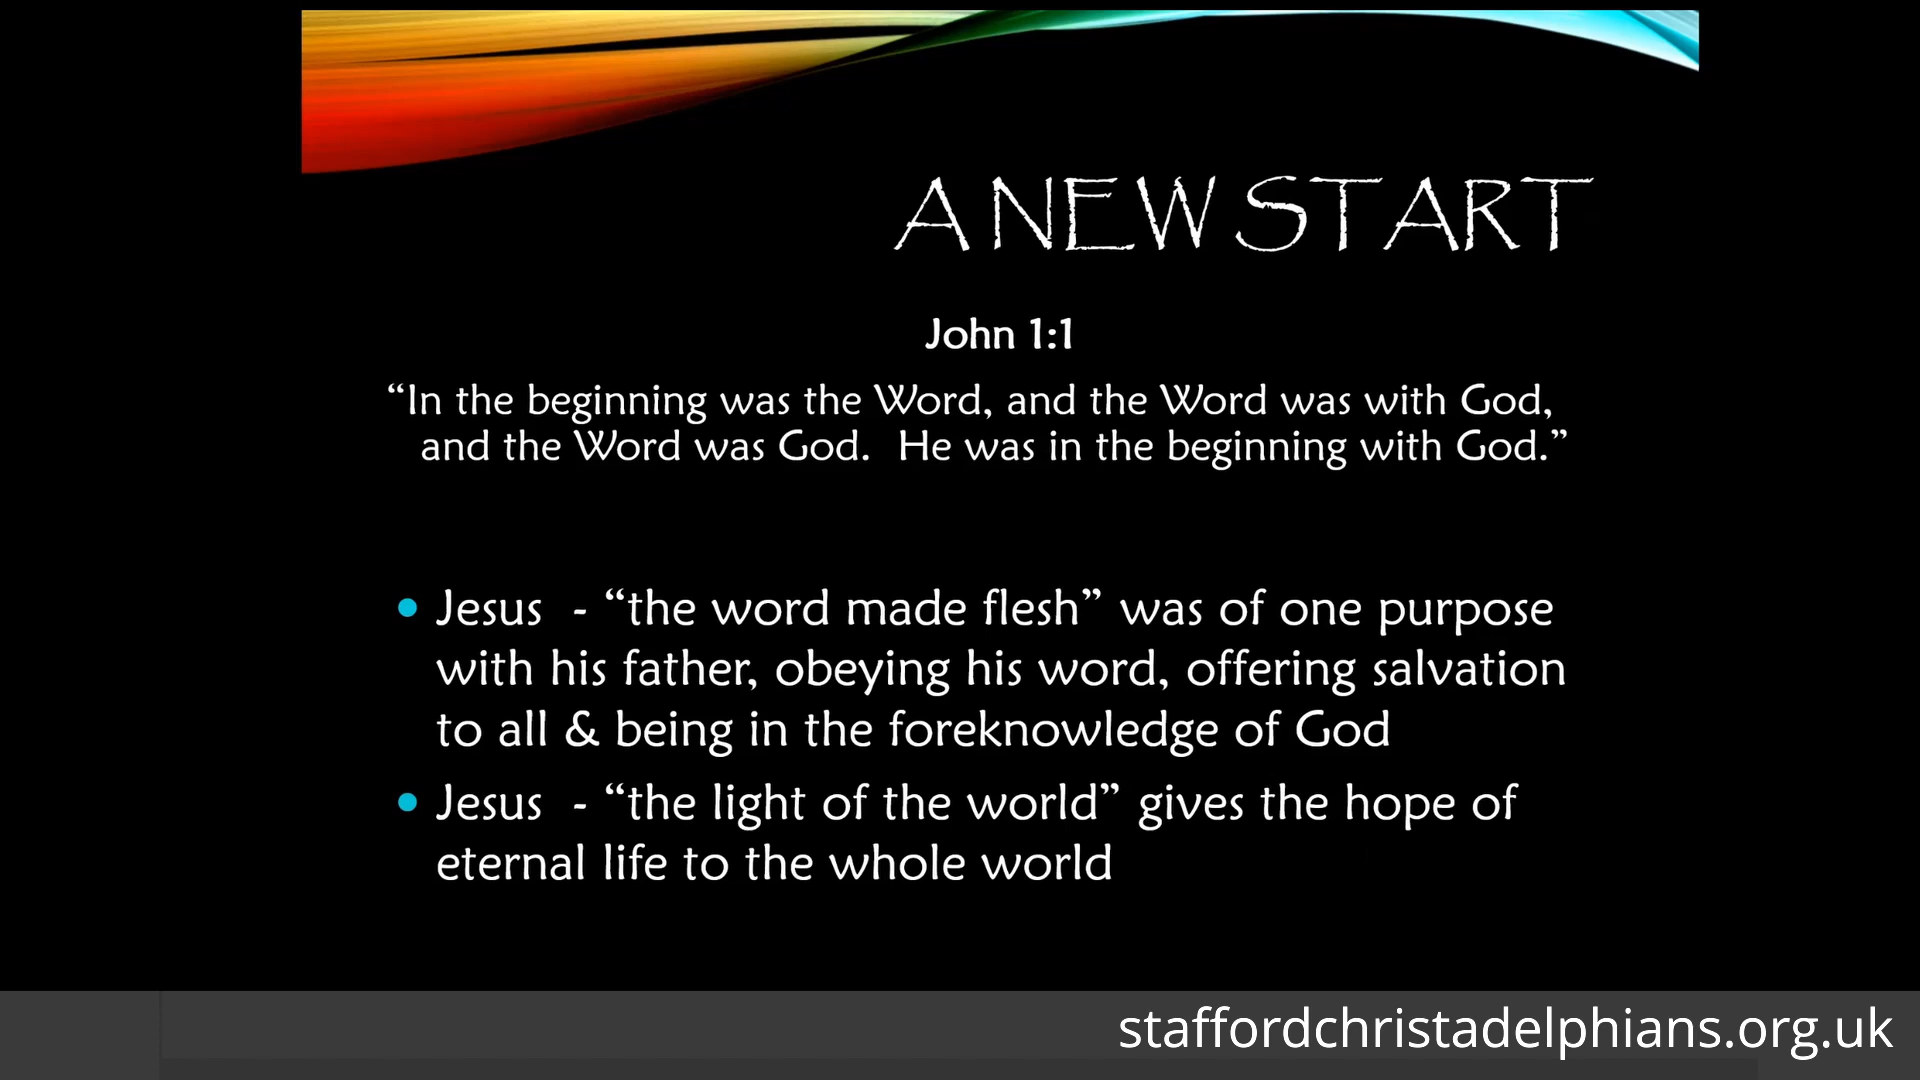 A NEW START
John 1:1
“In the beginning was the Word, and the Word was with God,
and the Word was God.  He was in the beginning with God.”
• Jesus  - “the word made flesh” was of one purpose
with his father, obeying his word, offering salvation
to all & being in the foreknowledge of God
• Jesus  - “the light of the world” gives the hope of
eternal life to the whole world
staffordchristadelphians.org.uk